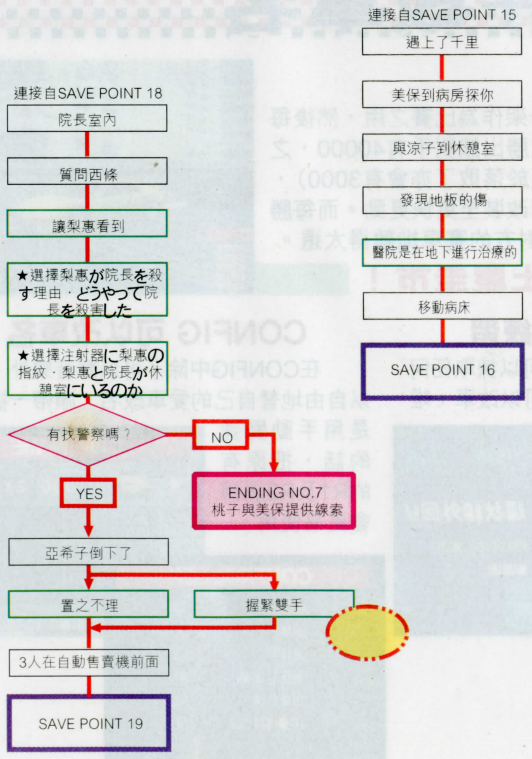 連接自SAVE POINT 18
院長室內
質問西條
讓梨惠看到
★選擇梨惠が院長を殺
す理由．どうやって院
長を殺害した
★選擇注射器に梨惠の
指紋．梨惠と院長が休
憩室にいるのか
有找警察嗎？
NO
YES
ENDING NO.7
桃子與美保提供線索
亞希子倒下了
置之不理
握緊雙手
3人在自動售賣機前面
SAVE POINT 19
連接自SAVE POINT 15
遇上了千里
美保到病房探你
與涼子到休憩室
發現地板的傷
醫院是在地下進行治療的
移動病床
SAVE POINT 16